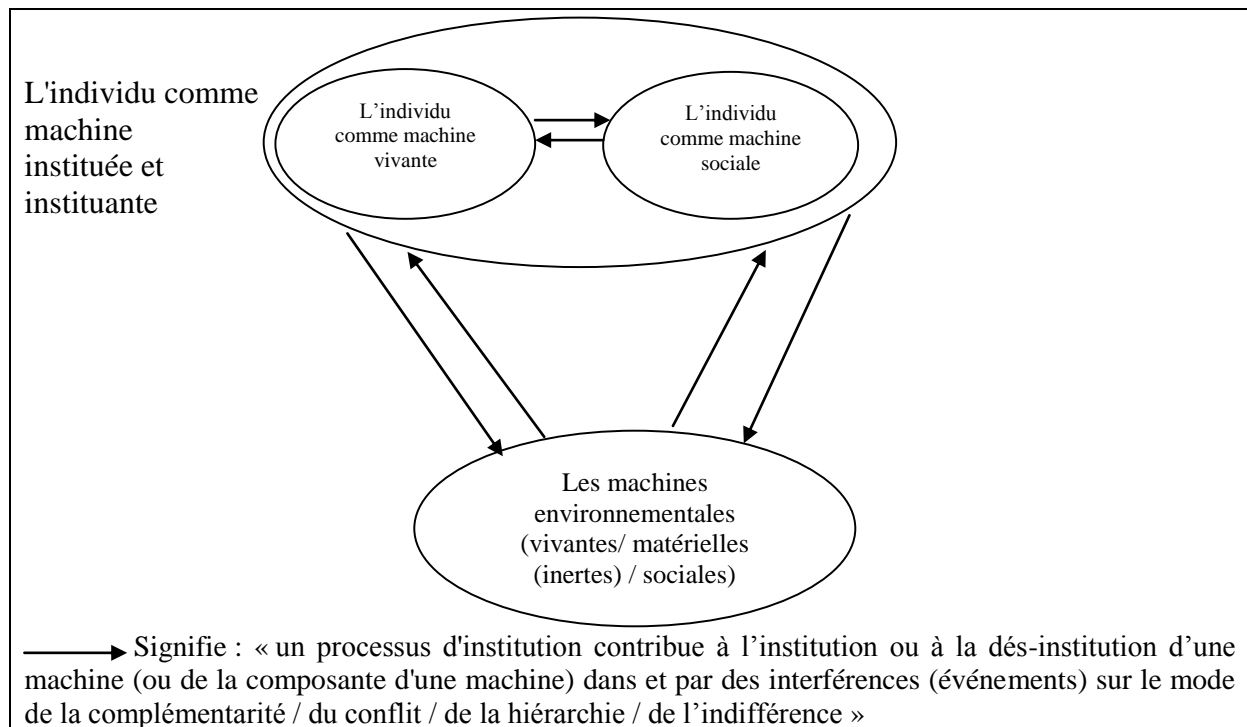 L'individu comme
machine
instituée et
instituante
L’individu
comme machine
vivante
L’individu
comme machine
sociale
Les machines
environnementales
(vivantes/ matérielles
(inertes) / sociales)
Signifie : « un processus d'institution contribue à l’institution ou à la dés-institution d’une
machine (ou de la composante d'une machine) dans et par des interférences (événements) sur le mode
de la complémentarité / du conflit / de la hiérarchie / de l’indifférence »